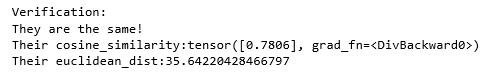 Verification:
They are the same!
Their cosine_similarity:tensor([0.7806], grad_fn=<DivBackward0>)
Their euclidean_dist:35.64220428466797